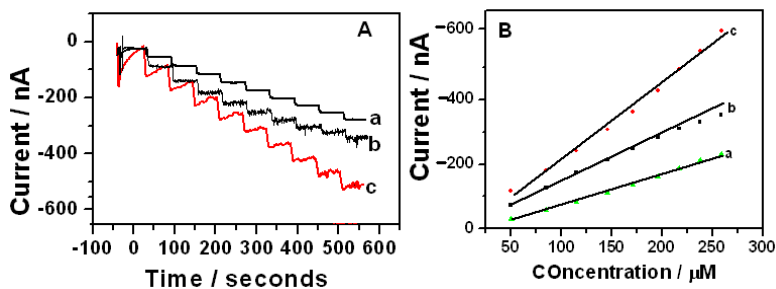 A
Current / nA
0
-200
-400
-600
a
b
c
-100 0 100 200 300 400 500 600
Time / seconds
B
Current / nA
-600
-400
-200
0
c
b
a
50 100 150 200 250 300
COncentration / µM